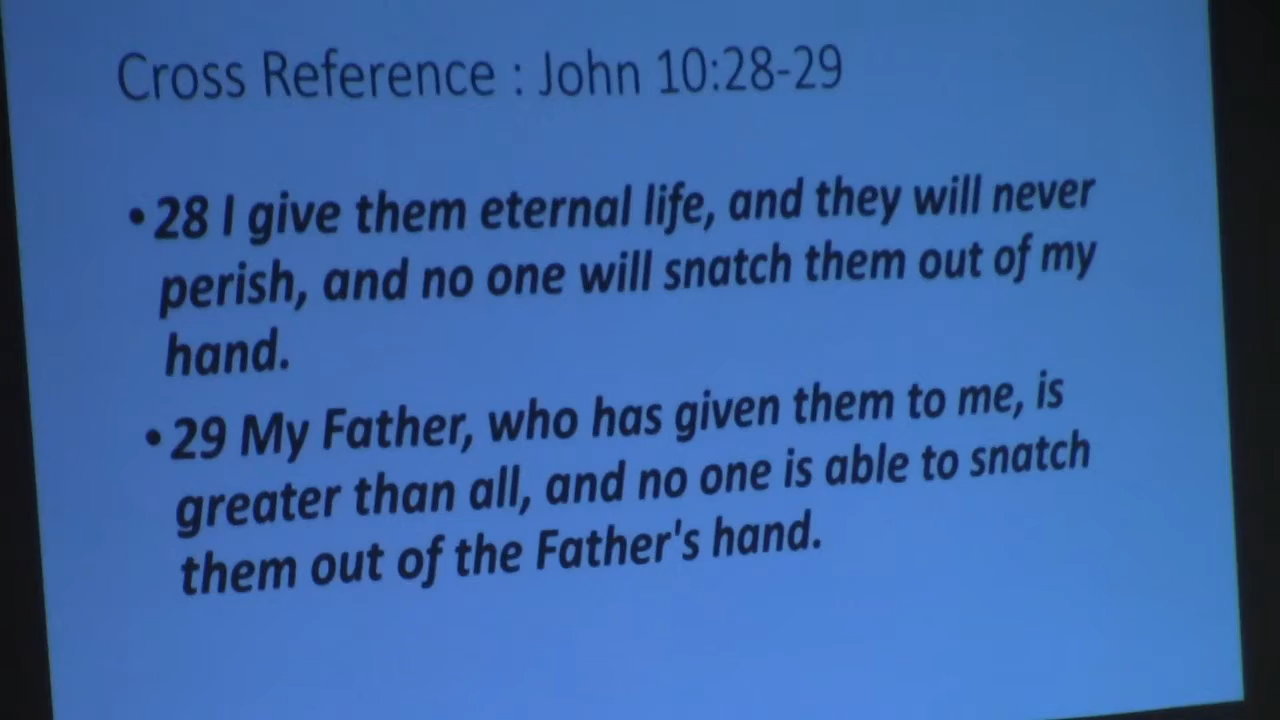 Cross Reference : John 10:28-29
• 28 I give them eternal life, and they will never
perish, and no one will snatch them out of my
hand.
• 29 My Father, who has given them to me, is
greater than all, and no one is able to snatch
them out of the Father's hand.